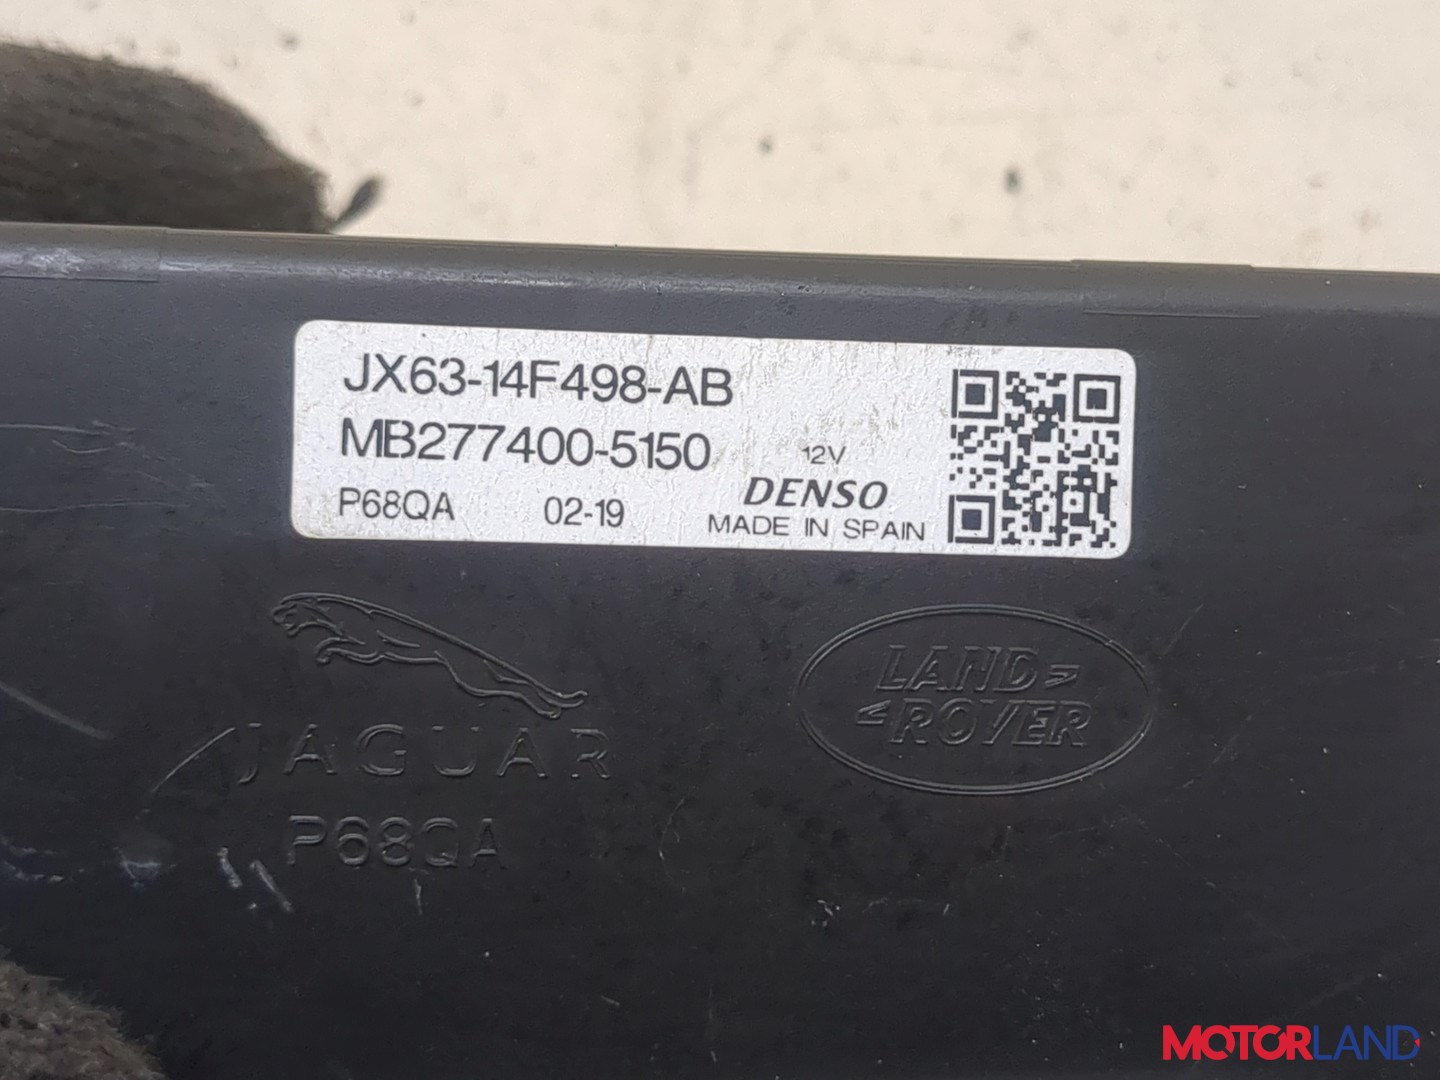 JX63-14F498-AB
MB277400-5150
12V
P68QA 02-19
DENSO
MADE IN SPAIN
JAGUAR
LAND
ROVER
P68QA
MOTORLAND